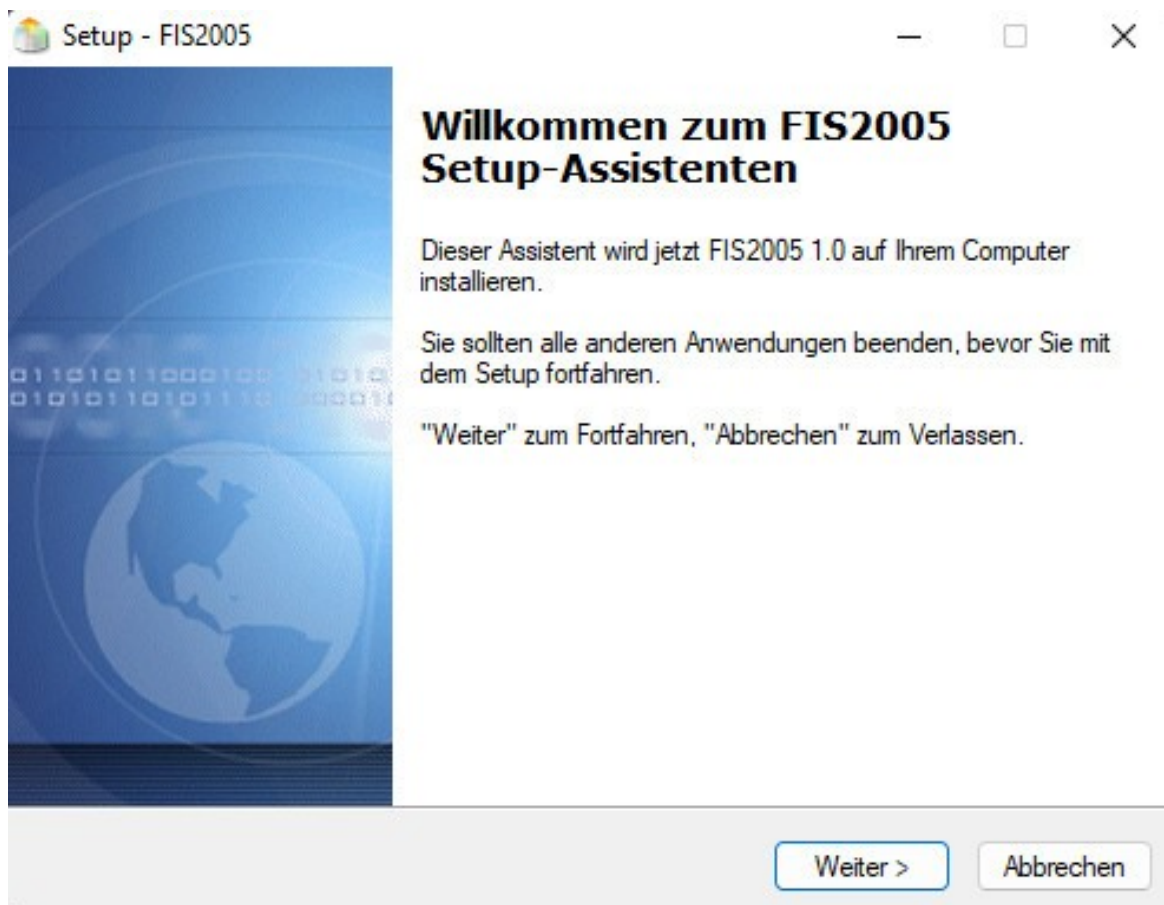 Setup - FIS2005
Willkommen zum FIS2005
Setup-Assistenten
Dieser Assistent wird jetzt FIS2005 1.0 auf Ihrem Computer
installieren.
Sie sollten alle anderen Anwendungen beenden, bevor Sie mit
dem Setup fortfahren.
"Weiter" zum Fortfahren, "Abbrechen" zum Verlassen.
Weiter >
Abbrechen